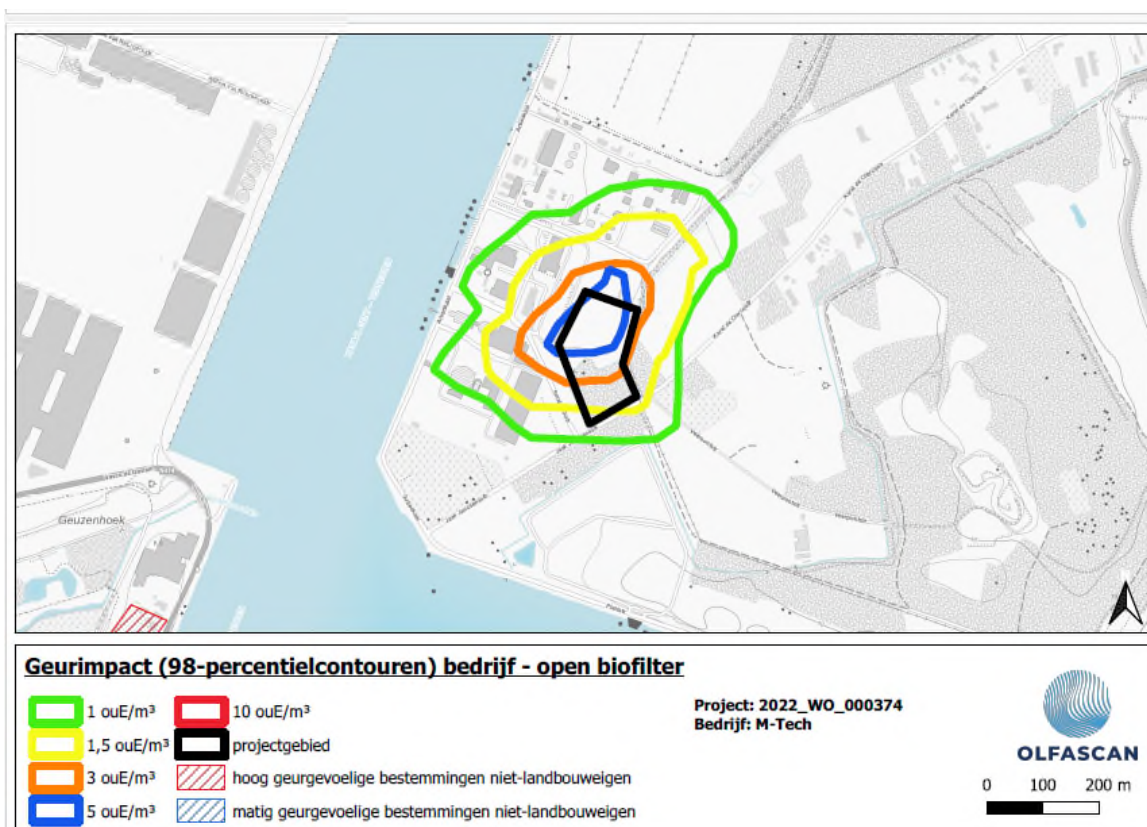 Geuzenhoek
Geurimpact (98-percentielcontouren) bedrijf - open biofilter
1 ouE/m³
10 ouE/m³
1,5 ouE/m³
projectgebied
3 ouE/m³
hoog geurgevoelige bestemmingen niet-landbouweigen
5 ouE/m³
matig geurgevoelige bestemmingen niet-landbouweigen
Project: 2022_WO_000374
Bedrijf: M-Tech
OLFASCAN
0 100 200 m